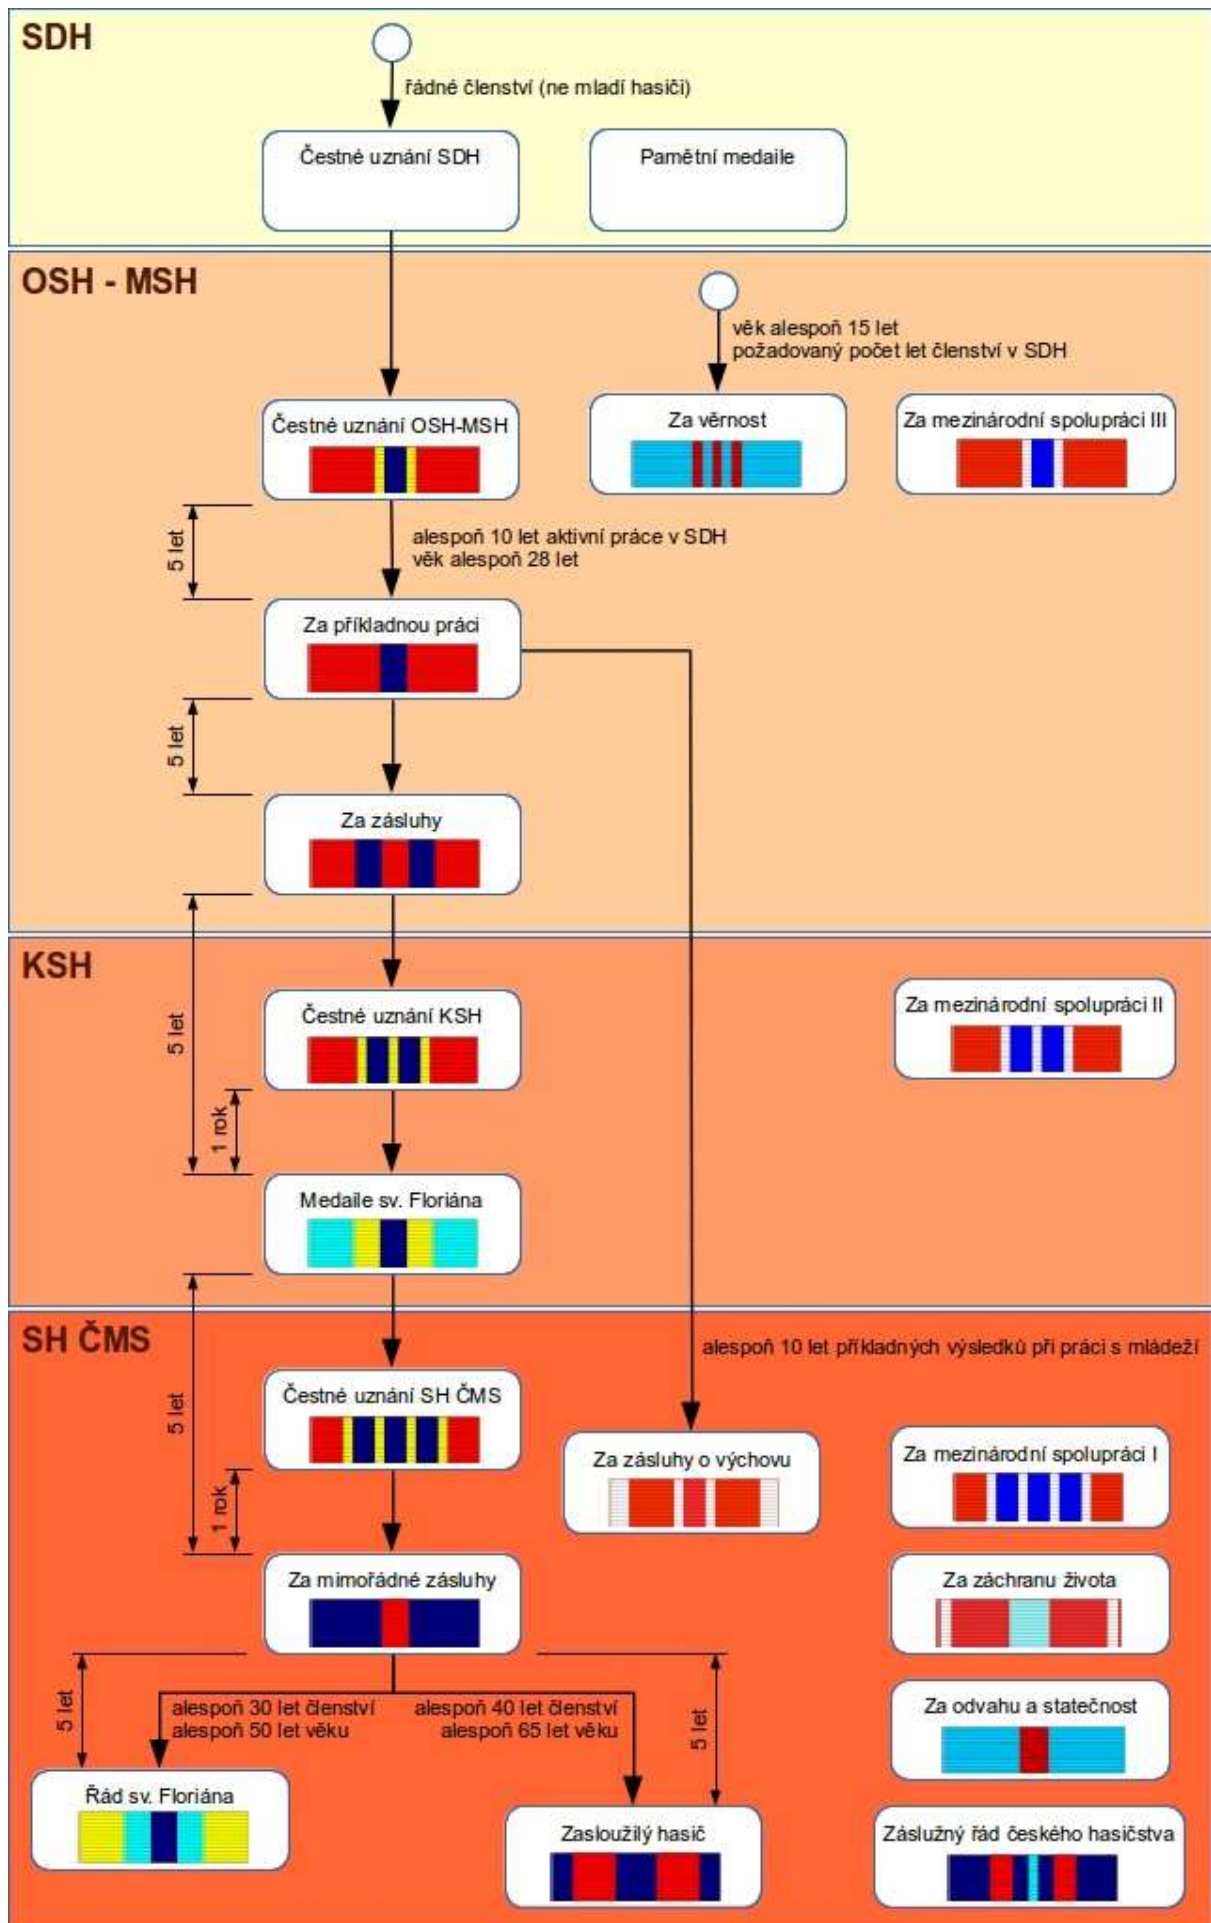 SDH
řádné členství (ne mladí hasiči)
Čestné uznání SDH
Pamětní medaile
OSH - MSH
věk alespoň 15 let
požadovaný počet let členství v SDH
Čestné uznání OSH-MSH
Za věrnost
Za mezinárodní spolupráci III
5 let
alespoň 10 let aktivní práce v SDH
věk alespoň 28 let
Za příkladnou práci
5 let
Za zásluhy
KSH
5 let
Čestné uznání KSH
Za mezinárodní spolupráci II
1 rok
Medaile sv. Floriána
SH ČMS
alespoň 10 let příkladných výsledků při práci s mládeží
5 let
Čestné uznání SH ČMS
Za zásluhy o výchovu
Za mezinárodní spolupráci I
1 rok
Za mimořádné zásluhy
Za záchranu života
5 let
alespoň 30 let členství
alespoň 50 let věku
alespoň 40 let členství
alespoň 65 let věku
5 let
Za odvahu a statečnost
Řád sv. Floriána
Zasloužilý hasič
Záslužný řád českého hasičstva